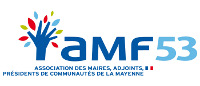 AMF53
ASSOCIATION DES MAIRES, ADJOINTS,
PRÉSIDENTS DE COMMUNAUTÉS DE LA MAYENNE